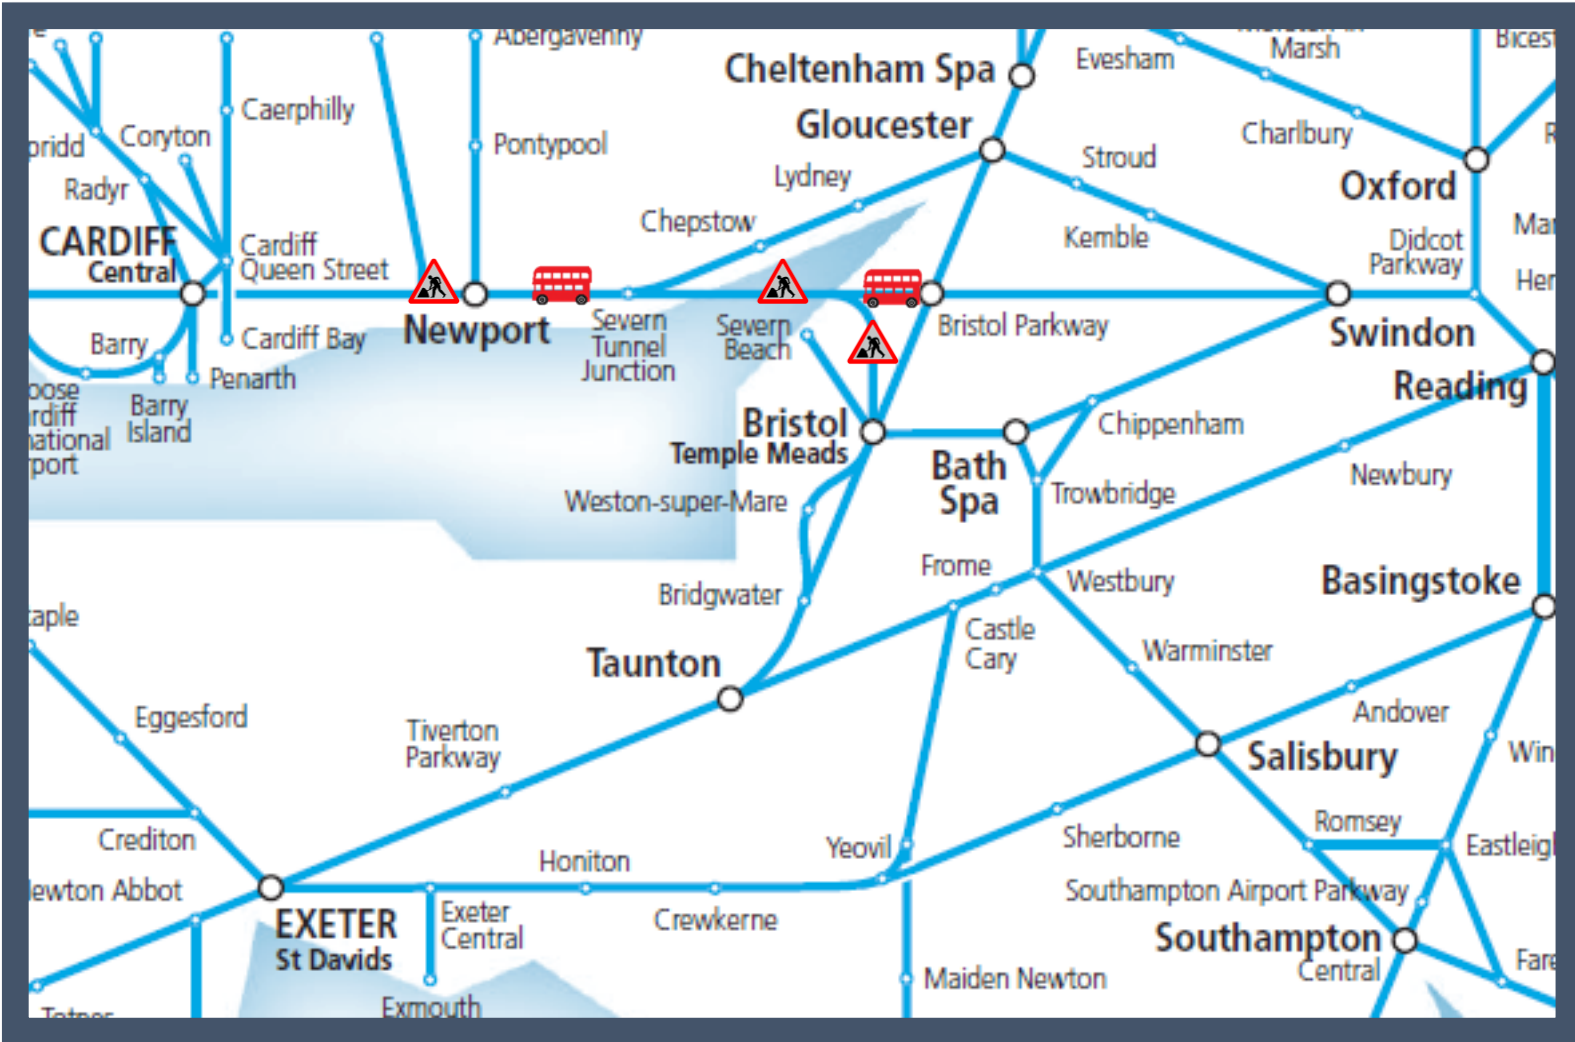 Abergavenny
Cheltenham Spa
Evesham
Marsh
Caerphilly
Coryton
Gloucester
Charlbury
Pontypool
Stroud
Radyr
Lydney
Oxford
Chepstow
CARDIFF
Central
Cardiff
Queen Street
Kemble
Didcot
Parkway
Newport
Severn
Tunnel
Junction
Severn
Beach
Bristol Parkway
Swindon
Barry
Cardiff Bay
Penarth
Reading
Barry
Island
Bristol
Temple Meads
Chippenham
Bath
Spa
Newbury
Weston-super-Mare
Trowbridge
Frome
Westbury
Basingstoke
Bridgwater
Castle
Cary
Taunton
Warminster
Eggesford
Andover
Tiverton
Parkway
Salisbury
Crediton
Romsey
Yeovil
Sherborne
Honiton
Southampton Airport Parkway
Crewkerne
EXETER
St Davids
Exeter
Central
Southampton
Central
Maiden Newton
Exmouth